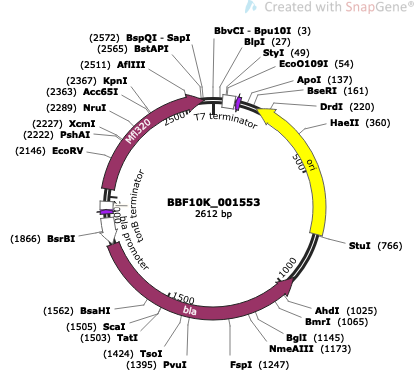 Created with SnapGene®
(2572) BspQI - SapI
(2565) BstAPI
(2511) AflIII
(2367) KpnI
(2363) Acc65I
(2289) NruI
(2227) XcmI
(2222) PshAI
(2146) EcoRV
BbvCI - Bpu10I (3)
BlpI (27)
StyI (49)
EcoO109I (54)
ApoI (137)
BseRI (161)
DrdI (220)
HaeII (360)
2500
T7 terminator
Mfl320
500
ori
BBF10K_001553
2612 bp
tonB terminator
bla promoter
(1866) BsrBI
StuI (766)
1000
1500
bla
(1562) BsaHI
(1505) ScaI
(1503) TatI
(1424) TsoI
(1395) PvuI
FspI (1247)
AhdI (1025)
BmrI (1065)
BglI (1145)
NmeAIII (1173)